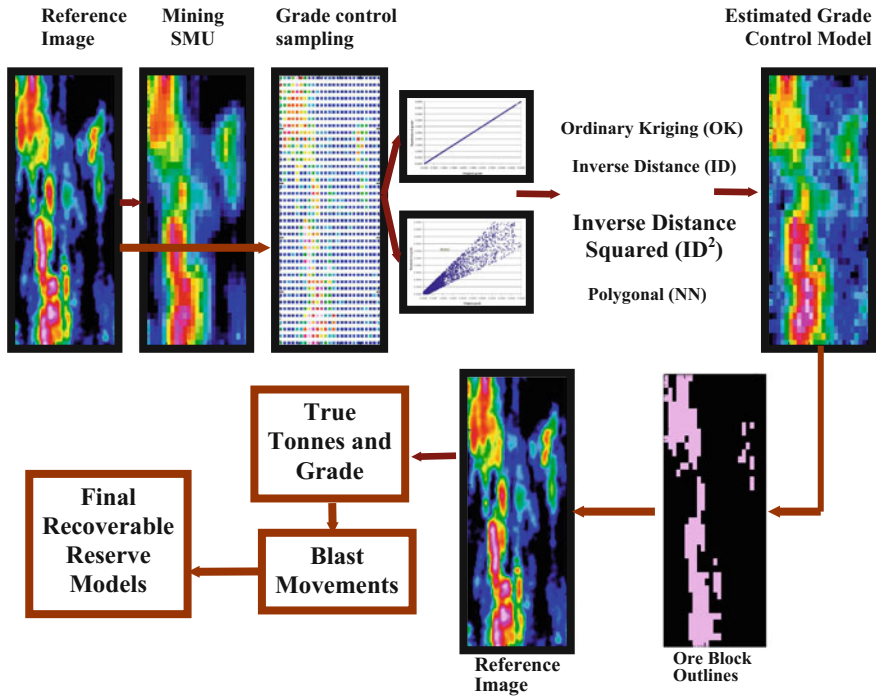 Reference
Image
Mining
SMU
Grade control
sampling
Estimated Grade
Control Model
Ordinary Kriging (OK)
Inverse Distance (ID)
Inverse Distance
Squared (ID²)
Polygonal (NN)
True
Tonnes and
Grade
Final
Recoverable
Reserve
Models
Blast
Movements
Reference
Image
Ore Block
Outlines